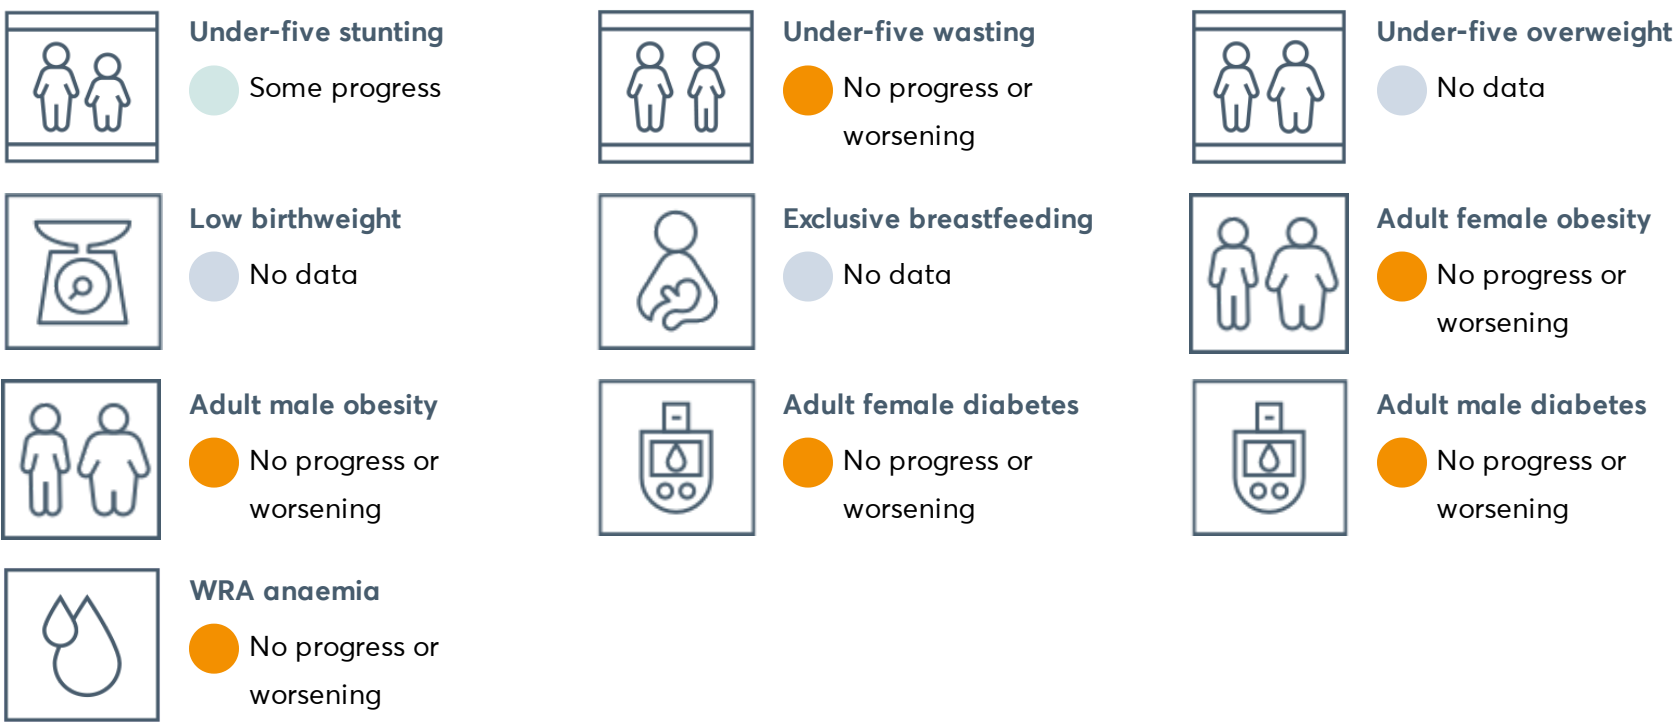 Under-five stunting
Some progress
Under-five wasting
No progress or
worsening
Under-five overweight
No data
Low birthweight
No data
Exclusive breastfeeding
No data
Adult female obesity
No progress or
worsening
Adult male obesity
No progress or
worsening
Adult female diabetes
No progress or
worsening
Adult male diabetes
No progress or
worsening
WRA anaemia
No progress or
worsening